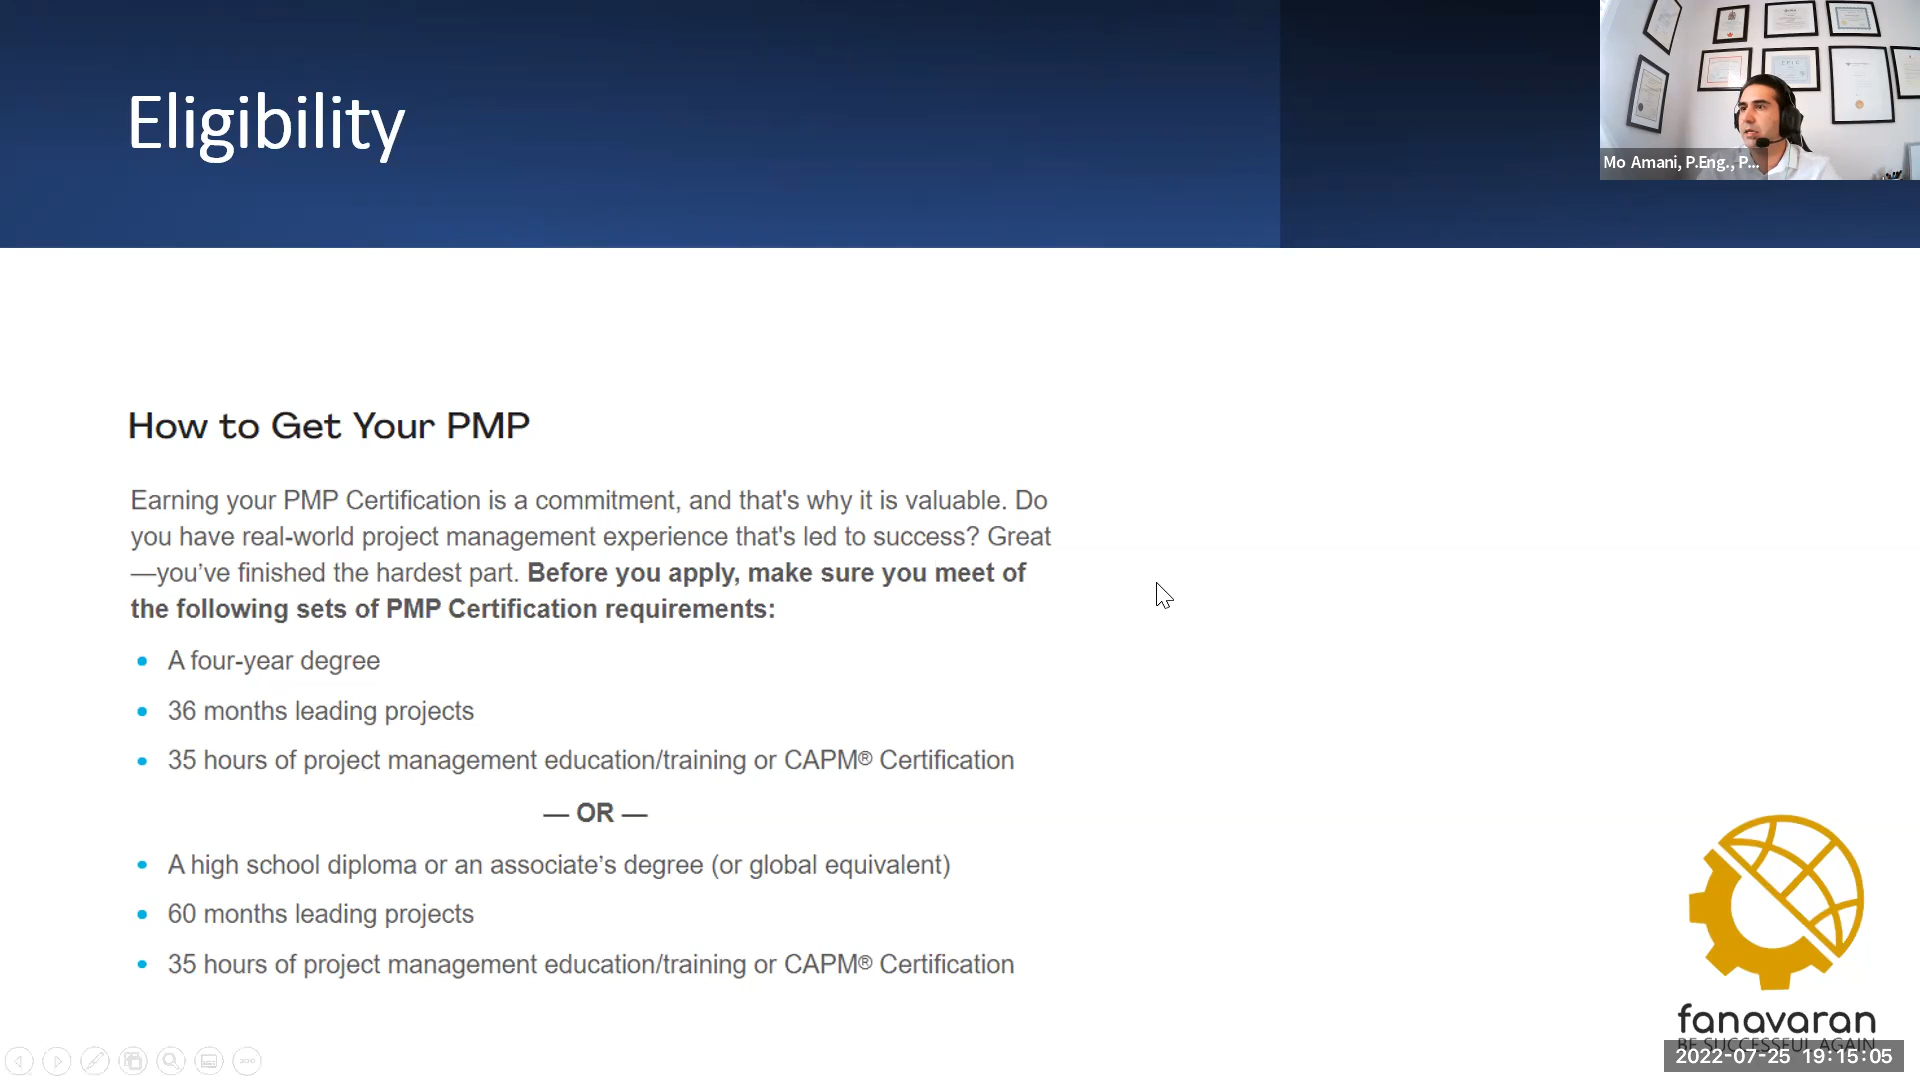 Eligibility
Mo Amani, P.Eng., P...
How to Get Your PMP
Earning your PMP Certification is a commitment, and that's why it is valuable. Do
you have real-world project management experience that's led to success? Great
—you’ve finished the hardest part. Before you apply, make sure you meet of
the following sets of PMP Certification requirements:
• A four-year degree
• 36 months leading projects
• 35 hours of project management education/training or CAPM® Certification
— OR —
• A high school diploma or an associate’s degree (or global equivalent)
• 60 months leading projects
• 35 hours of project management education/training or CAPM® Certification
fanavaran
BE SUCCESSFUL AGAIN
2022-07-25 19:15:05